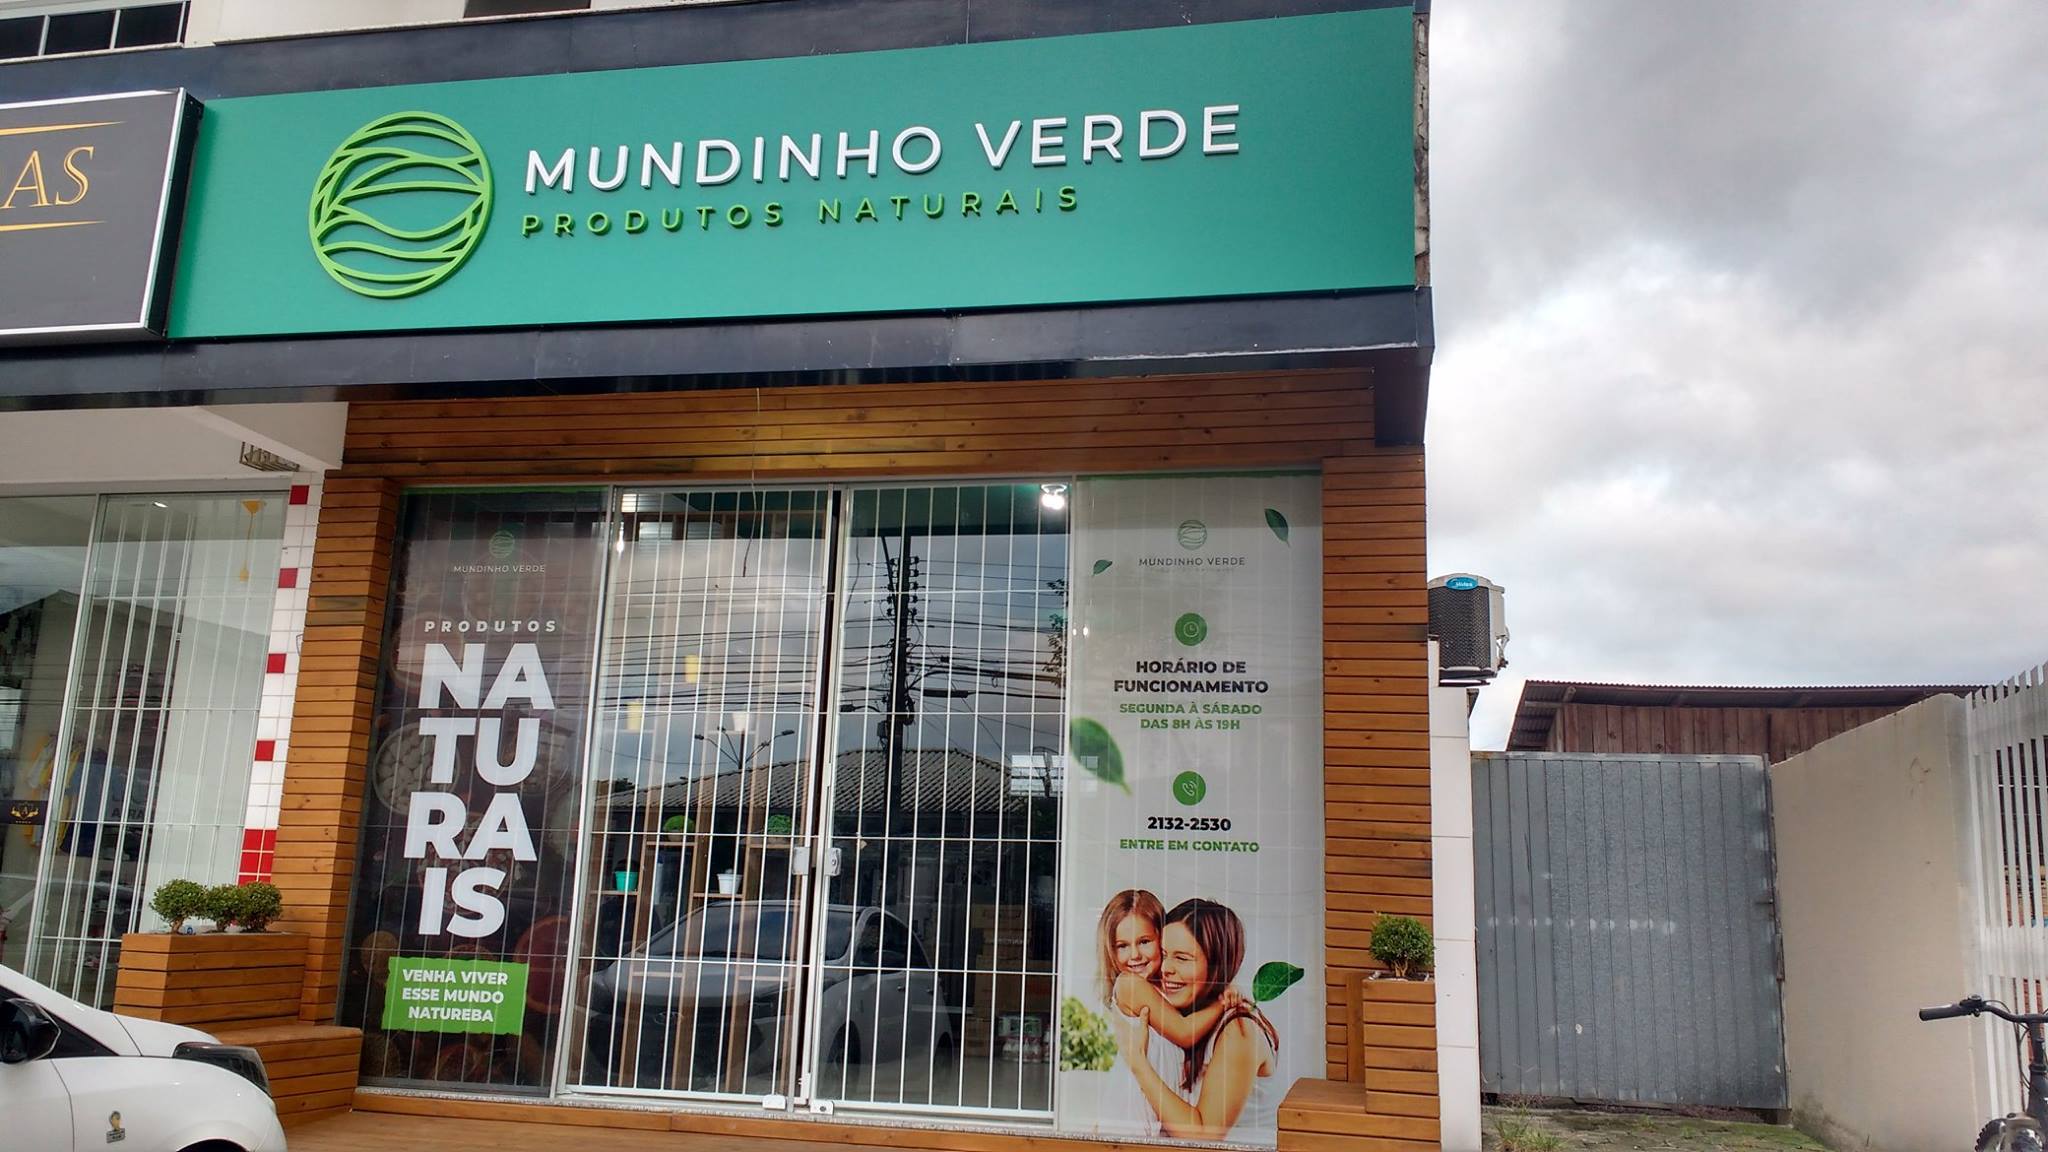 MUNDINHO VERDE
PRODUTOS NATURAIS
MUNDINHO VERDE
PRODUTOS
NA
TU
RA
IS
VENHA VIVER
ESSE MUNDO
NATUREBA
MUNDINHO VERDE
HORÁRIO DE
FUNCIONAMENTO
SEGUNDA À SÁBADO
DAS 8H ÀS 19H
2132-2530
ENTRE EM CONTATO
Midea